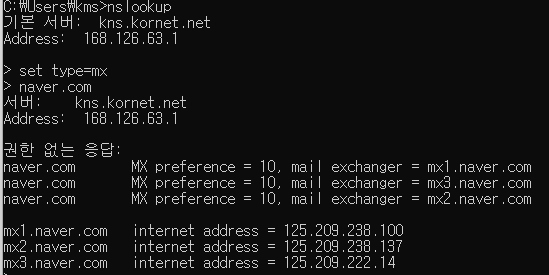 C:₩Users₩kms>nslookup
기본 서버:  kns.kornet.net
Address:  168.126.63.1
> set type=mx
> naver.com
서버:    kns.kornet.net
Address:  168.126.63.1
권한 없는 응답:
naver.com       MX preference = 10, mail exchanger = mx1.naver.com
naver.com       MX preference = 10, mail exchanger = mx3.naver.com
naver.com       MX preference = 10, mail exchanger = mx2.naver.com
mx1.naver.com   internet address = 125.209.238.100
mx2.naver.com   internet address = 125.209.238.137
mx3.naver.com   internet address = 125.209.222.14
>